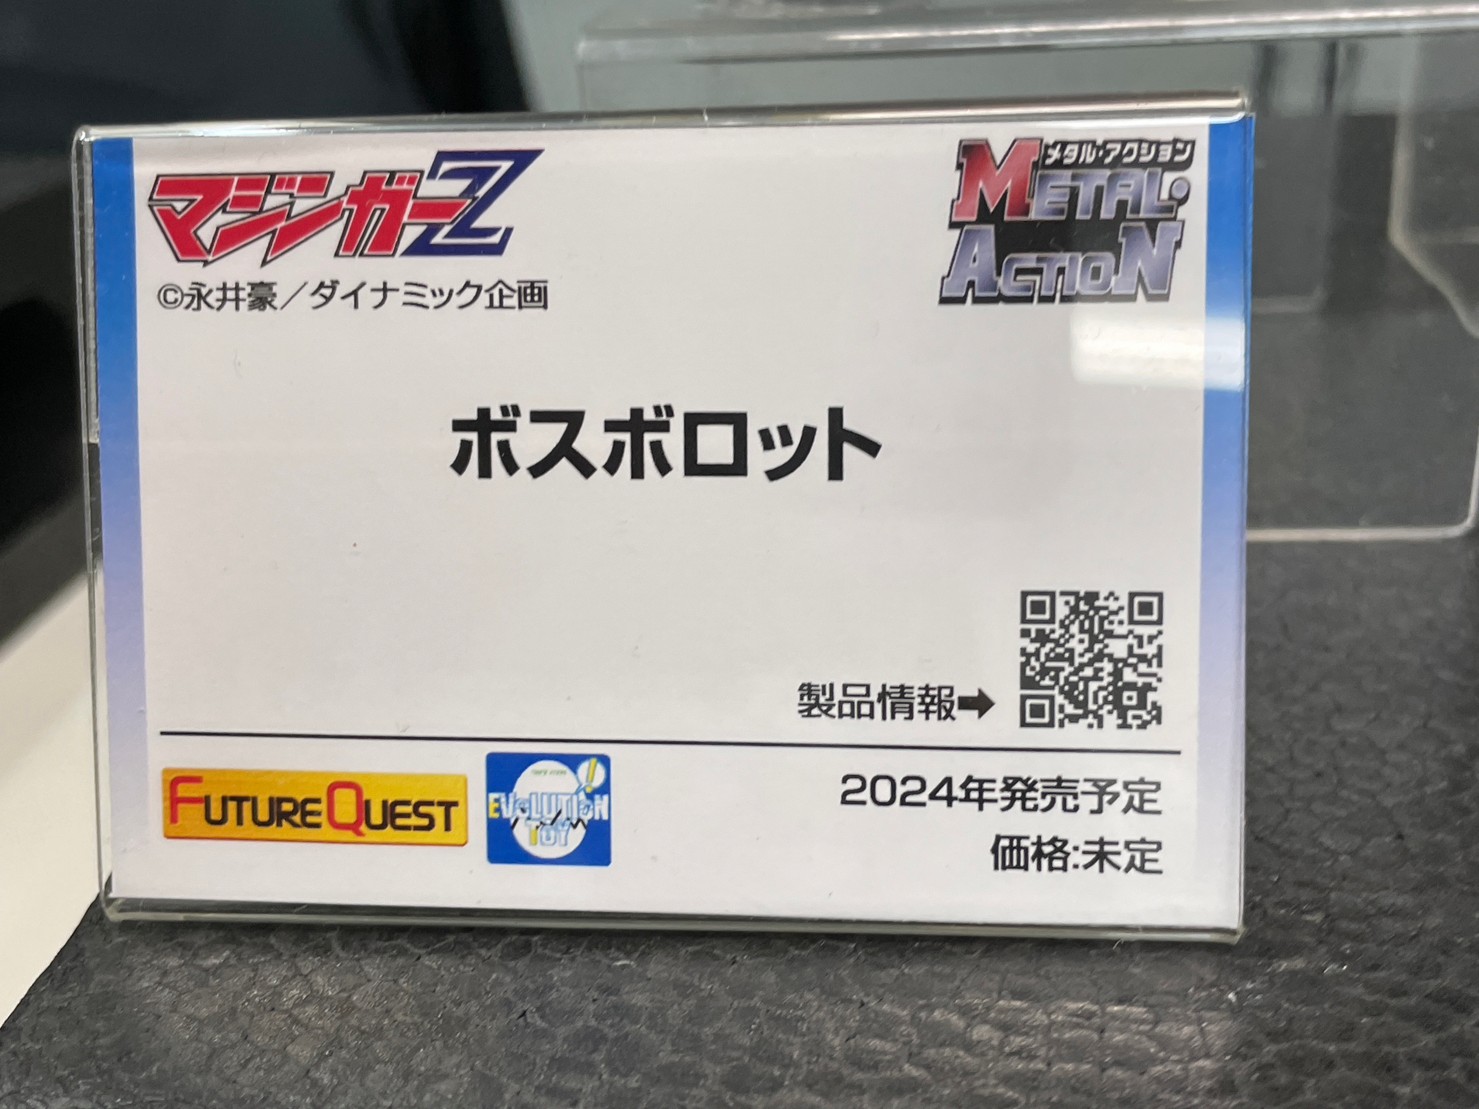 マジンガーZ
©永井豪／ダイナミック企画
メタル・アクション
METAL・
ACTION
ボスボロット
製品情報➡
FUTURE QUEST
EVOLUTION!
TOY
2024年発売予定
価格:未定